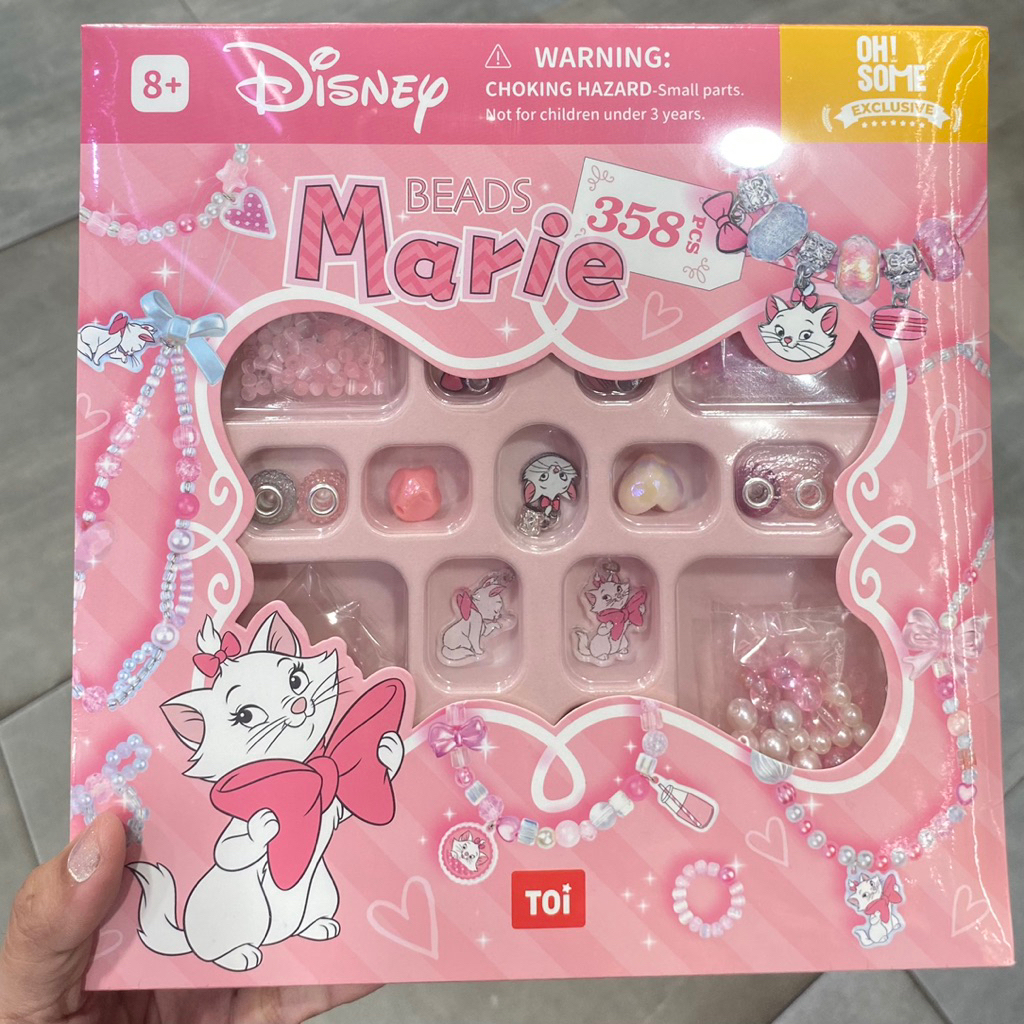 8+
Disney
WARNING:
CHOKING HAZARD-Small parts.
Not for children under 3 years.
OH!
SOME
EXCLUSIVE
BEADS
Marie
358 PCS
TOi